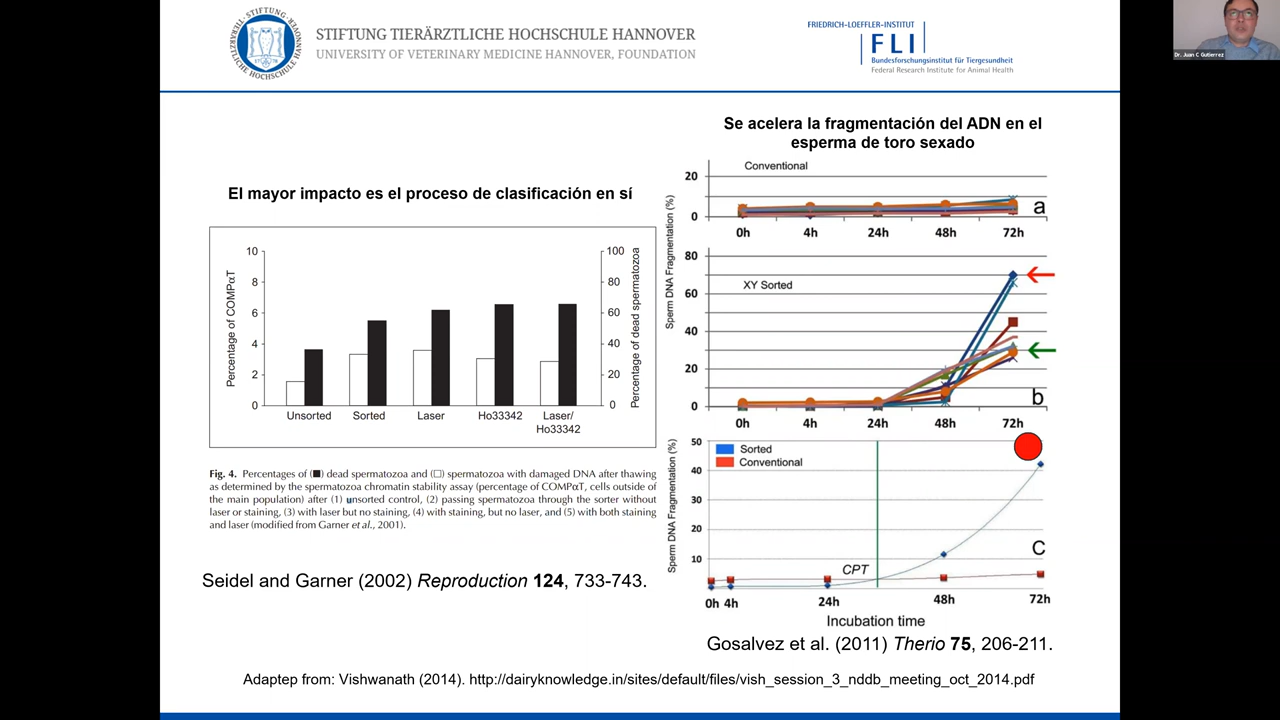 STIFTUNG TIERÄRZTLICHE HOCHSCHULE HANNOVER
UNIVERSITY OF VETERINARY MEDICINE HANNOVER, FOUNDATION
FRIEDRICH-LOEFFLER-INSTITUT
FLI
Bundesforschungsinstitut für Tiergesundheit
Federal Research Institute for Animal Health
Dr. Juan C Gutierrez
El mayor impacto es el proceso de clasificación en sí
Percentage of COMPαT
10
8
6
4
2
0
100
80
60
40
20
0
Percentage of dead spermatozoa
Unsorted Sorted Laser Ho33342 Laser/
Ho33342
Fig. 4. Percentages of (■) dead spermatozoa and (□) spermatozoa with damaged DNA after thawing
as determined by the spermatozoa chromatin stability assay (percentage of COMPαT, cells outside of
the main population) after (1) unsorted control, (2) passing spermatozoa through the sorter without
laser or staining, (3) with laser but no staining, (4) with staining, but no laser, and (5) with both staining
and laser (modified from Garner et al., 2001).
Seidel and Garner (2002) Reproduction 124, 733-743.
Se acelera la fragmentación del ADN en el
esperma de toro sexado
Conventional
20
0
a
0h 4h 24h 48h 72h
Sperm DNA Fragmentation (%)
XY Sorted
80
60
40
20
0
b
0h 4h 24h 48h 72h
Sperm DNA Fragmentation (%)
50
40
30
20
10
Sorted
Conventional
C
CPT
0h 4h 24h 48h 72h
Incubation time
Gosalvez et al. (2011) Therio 75, 206-211.
Adaptep from: Vishwanath (2014). http://dairyknowledge.in/sites/default/files/vish_session_3_nddb_meeting_oct_2014.pdf